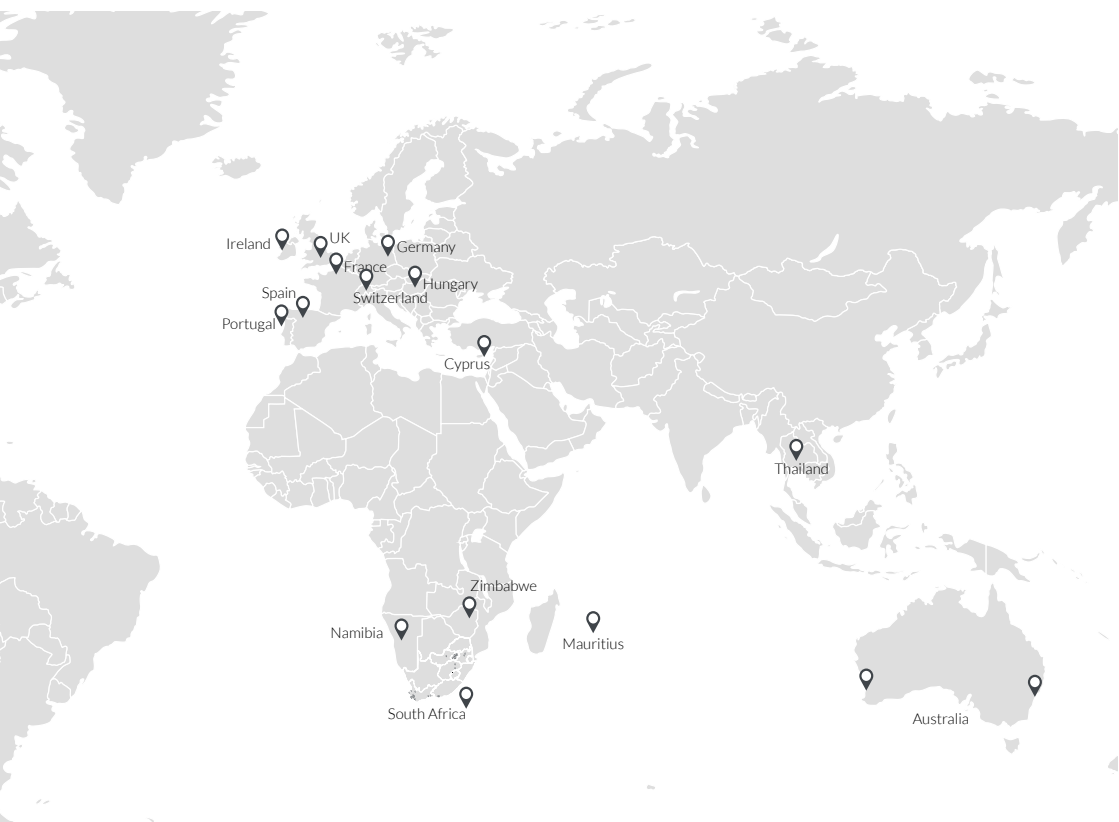 UK
Ireland
Germany
France
Hungary
Spain
Switzerland
Portugal
Cyprus
Thailand
Zimbabwe
Namibia
Mauritius
South Africa
Australia